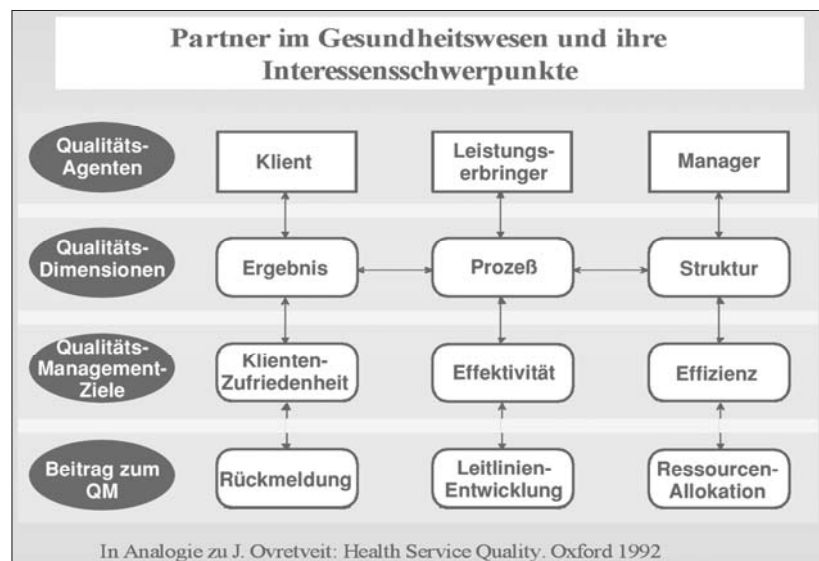 Partner im Gesundheitswesen und ihre
Interessensschwerpunkte
Qualitäts-
Agenten
Klient
Leistungs-
erbringer
Manager
Qualitäts-
Dimensionen
Ergebnis
Prozeß
Struktur
Qualitäts-
Management-
Ziele
Klienten-
Zufriedenheit
Effektivität
Effizienz
Beitrag zum
QM
Rückmeldung
Leitlinien-
Entwicklung
Ressourcen-
Allokation
In Analogie zu J. Ovretveit: Health Service Quality. Oxford 1992